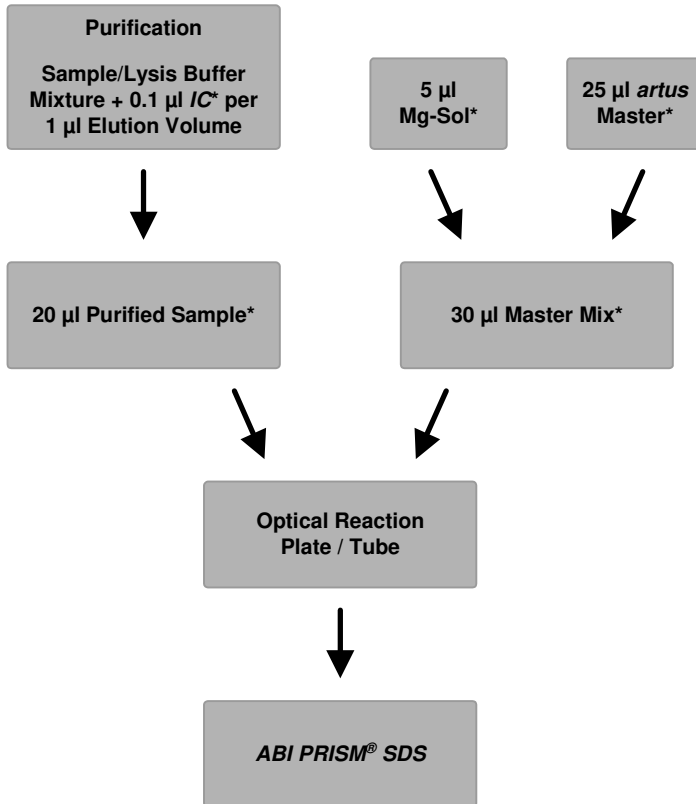 Purification
Sample/Lysis Buffer
Mixture + 0.1 µl IC* per
1 µl Elution Volume
5 µl
Mg-Sol*
25 µl artus
Master*
20 µl Purified Sample*
30 µl Master Mix*
Optical Reaction
Plate / Tube
ABI PRISM® SDS